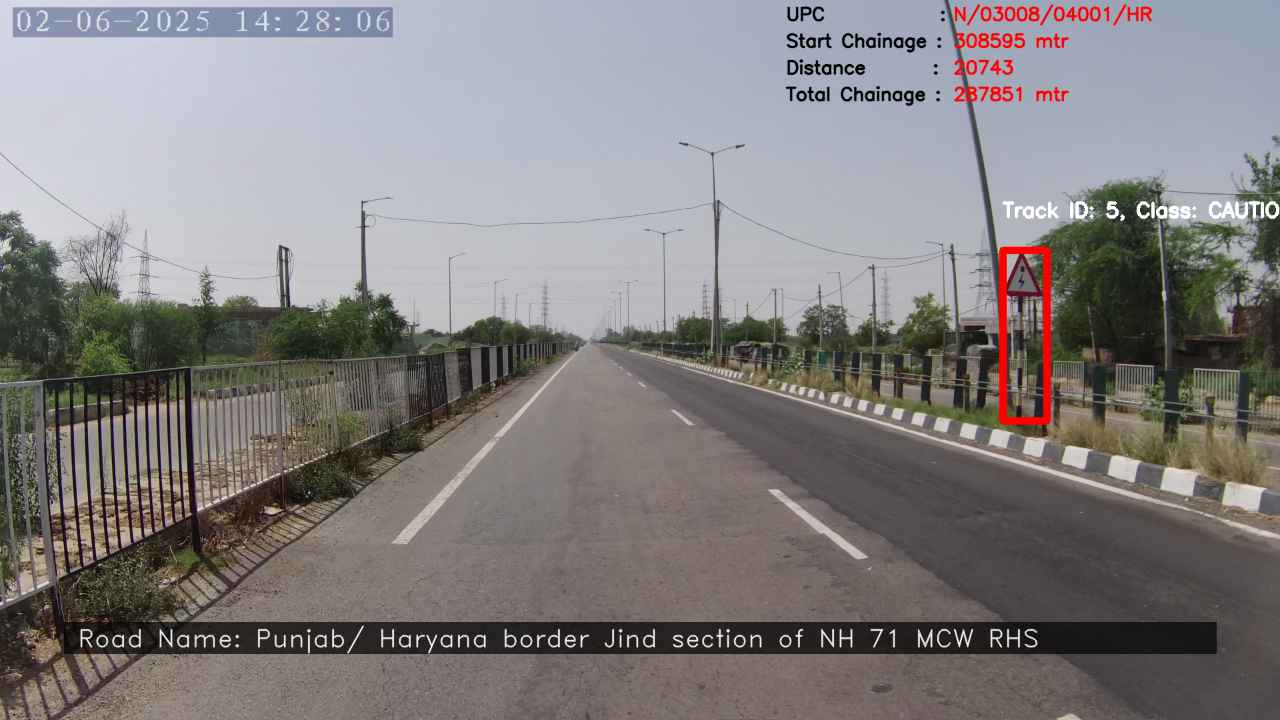 02-06-2025 14:28:06
UPC : N/03008/04001/HR
Start Chainage : 308595 mtr
Distance : 20743
Total Chainage : 287851 mtr
Track ID: 5, Class: CAUTIO
Road Name: Punjab/ Haryana border Jind section of NH 71 MCW RHS